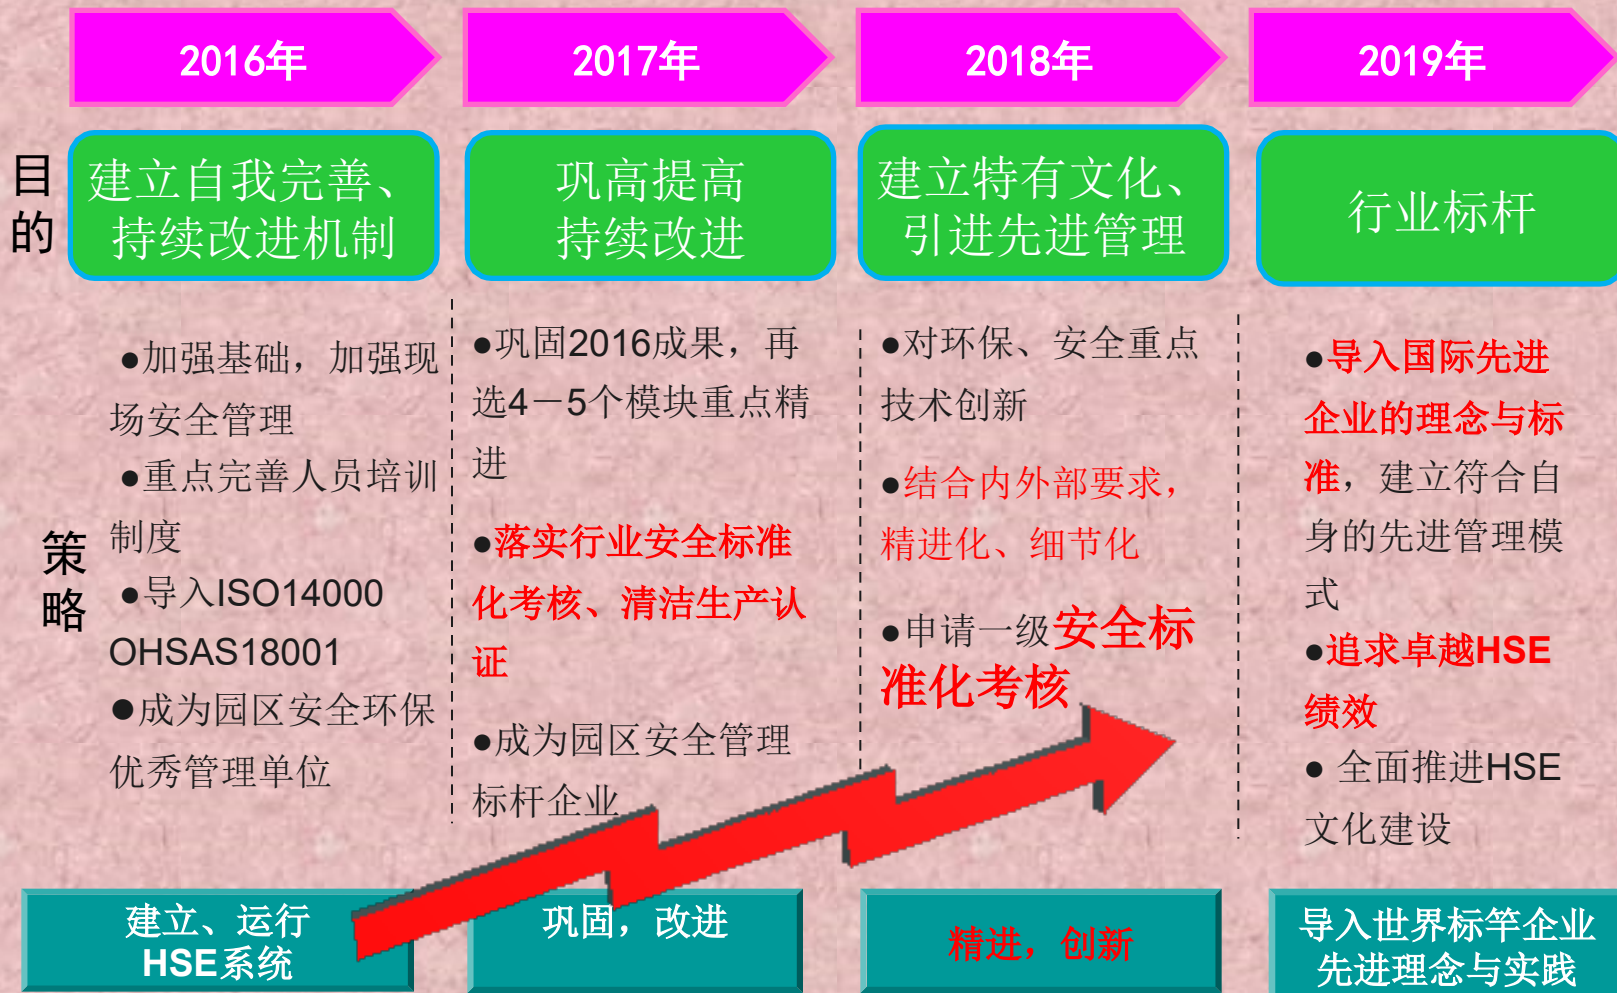 2016年
2017年
2018年
2019年
目
的
建立自我完善、
持续改进机制
巩高提高
持续改进
建立特有文化、
引进先进管理
行业标杆
策
略
●加强基础，加强现
场安全管理
●重点完善人员培训
制度
●导入ISO14000
OHSAS18001
●成为园区安全环保
优秀管理单位
●巩固2016成果，再
选4－5个模块重点精
进
●落实行业安全标准
化考核、清洁生产认
证
●成为园区安全管理
标杆企业
●对环保、安全重点
技术创新
●结合内外部要求，
精进化、细节化
●申请一级安全标
准化考核
●导入国际先进
企业的理念与标
准，建立符合自
身的先进管理模
式
●追求卓越HSE
绩效
● 全面推进HSE
文化建设
建立、运行
HSE系统
巩固，改进
精进，创新
导入世界标竿企业
先进理念与实践